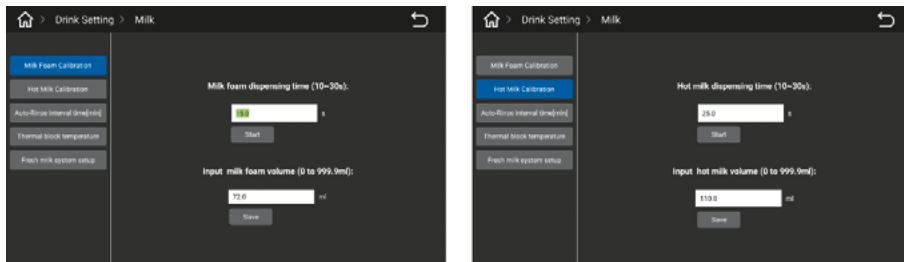 > Drink Setting > Milk
Milk Foam Calibration
Hot Milk Calibration
Auto-Rinse Interval time[min]
Thermal block temperature
Fresh milk system setup
Milk foam dispensing time (10~30s):
15.0 s
Start
Input milk foam volume (0 to 999.9ml):
72.0 ml
Save
> Drink Setting > Milk
Milk Foam Calibration
Hot Milk Calibration
Auto-Rinse Interval time[min]
Thermal block temperature
Fresh milk system setup
Hot milk dispensing time (10~30s):
25.0 s
Start
Input hot milk volume (0 to 999.9ml):
110.0 ml
Save